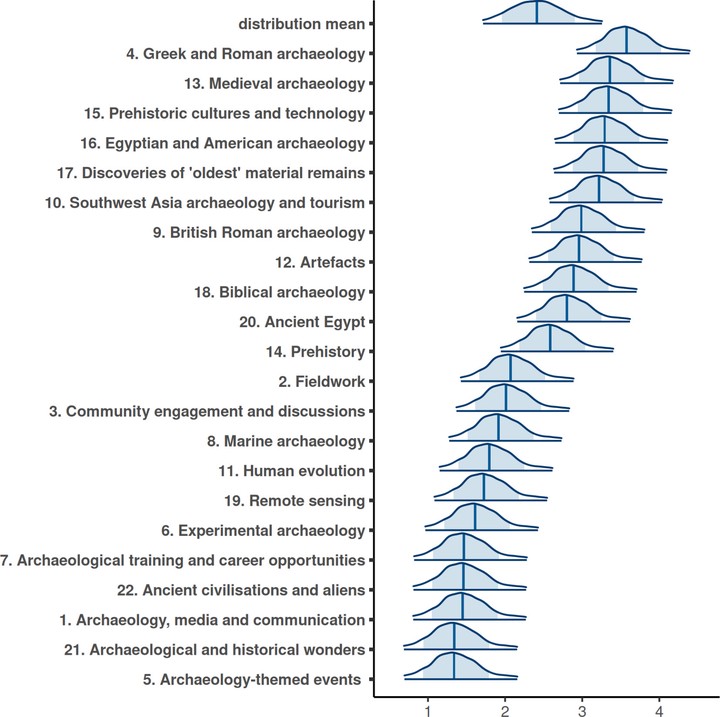 distribution mean
4. Greek and Roman archaeology
13. Medieval archaeology
15. Prehistoric cultures and technology
16. Egyptian and American archaeology
17. Discoveries of 'oldest' material remains
10. Southwest Asia archaeology and tourism
9. British Roman archaeology
12. Artefacts
18. Biblical archaeology
20. Ancient Egypt
14. Prehistory
2. Fieldwork
3. Community engagement and discussions
8. Marine archaeology
11. Human evolution
19. Remote sensing
6. Experimental archaeology
7. Archaeological training and career opportunities
22. Ancient civilisations and aliens
1. Archaeology, media and communication
21. Archaeological and historical wonders
5. Archaeology-themed events
1 2 3 4